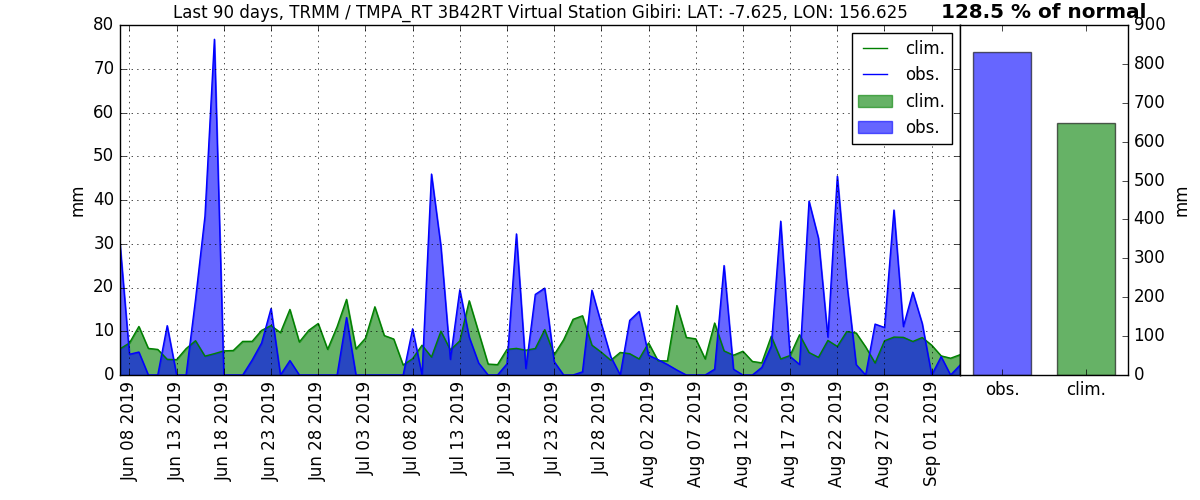 Last 90 days, TRMM / TMPA_RT 3B42RT Virtual Station Gibiri: LAT: -7.625, LON: 156.625
128.5 % of normal
80
70
60
50
40
30
20
10
0
mm
clim.
obs.
clim.
obs.
900
800
700
600
500
400
300
200
100
0
mm
Jun 08 2019
Jun 13 2019
Jun 18 2019
Jun 23 2019
Jun 28 2019
Jul 03 2019
Jul 08 2019
Jul 13 2019
Jul 18 2019
Jul 23 2019
Jul 28 2019
Aug 02 2019
Aug 07 2019
Aug 12 2019
Aug 17 2019
Aug 22 2019
Aug 27 2019
Sep 01 2019
obs.
clim.